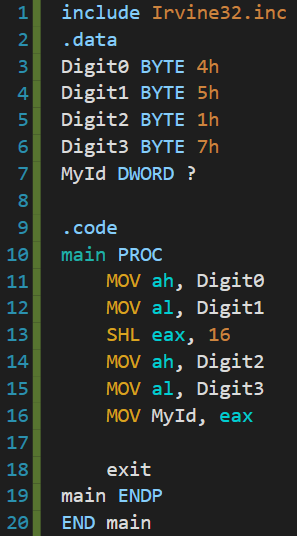 1 include Irvine32.inc
2 .data
3 Digit0 BYTE 4h
4 Digit1 BYTE 5h
5 Digit2 BYTE 1h
6 Digit3 BYTE 7h
7 MyId DWORD ?
8
9 .code
10 main PROC
11 MOV ah, Digit0
12 MOV al, Digit1
13 SHL eax, 16
14 MOV ah, Digit2
15 MOV al, Digit3
16 MOV MyId, eax
17
18 exit
19 main ENDP
20 END main